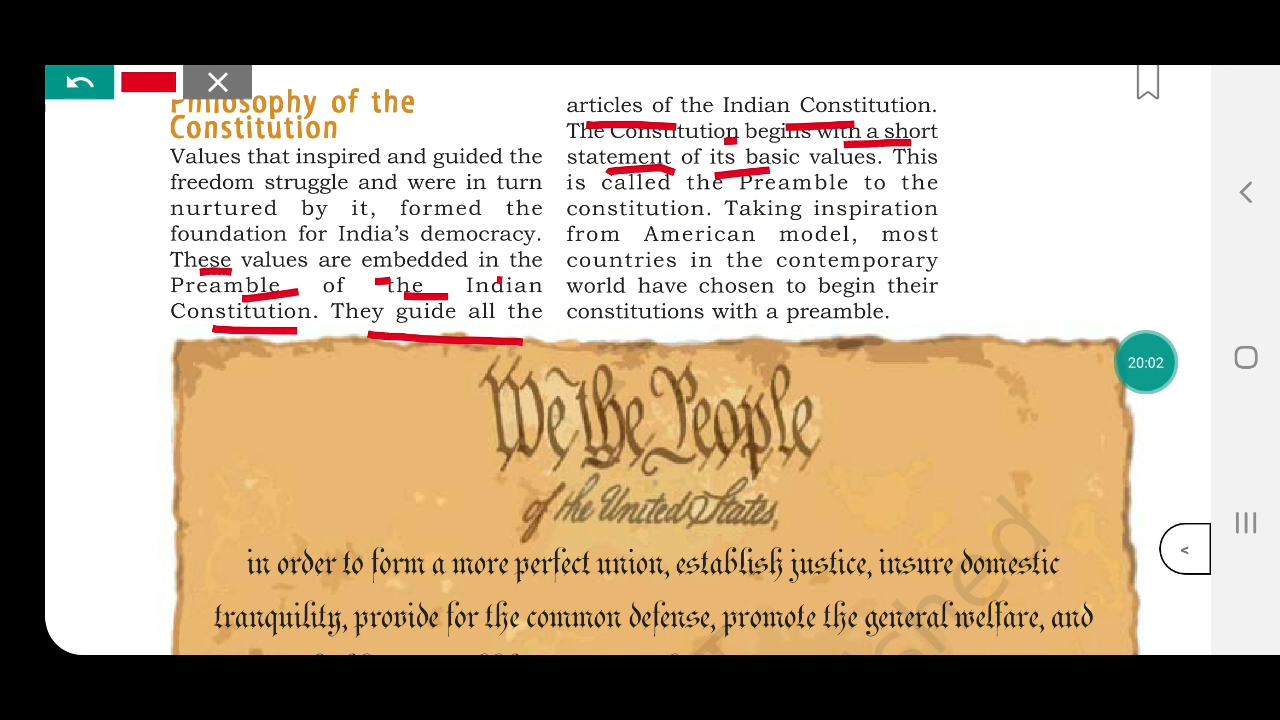 Philosophy of the
Constitution
Values that inspired and guided the
freedom struggle and were in turn
nurtured by it, formed the
foundation for India's democracy.
These values are embedded in the
Preamble of the Indian
Constitution. They guide all the
articles of the Indian Constitution.
The Constitution begins with a short
statement of its basic values. This
is called the Preamble to the
constitution. Taking inspiration
from American model, most
countries in the contemporary
world have chosen to begin their
constitutions with a preamble.
We the People
of the United States,
in order to form a more perfect union, establish justice, insure domestic
tranquility, provide for the common defense, promote the general welfare, and
20:02